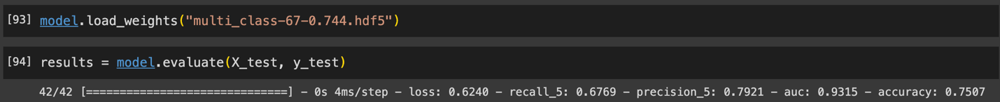 [93] model.load_weights("multi_class-67-0.744.hdf5")
[94] results = model.evaluate(X_test, y_test)
42/42 [==============================] - 0s 4ms/step - loss: 0.6240 - recall_5: 0.6769 - precision_5: 0.7921 - auc: 0.9315 - accuracy: 0.7507